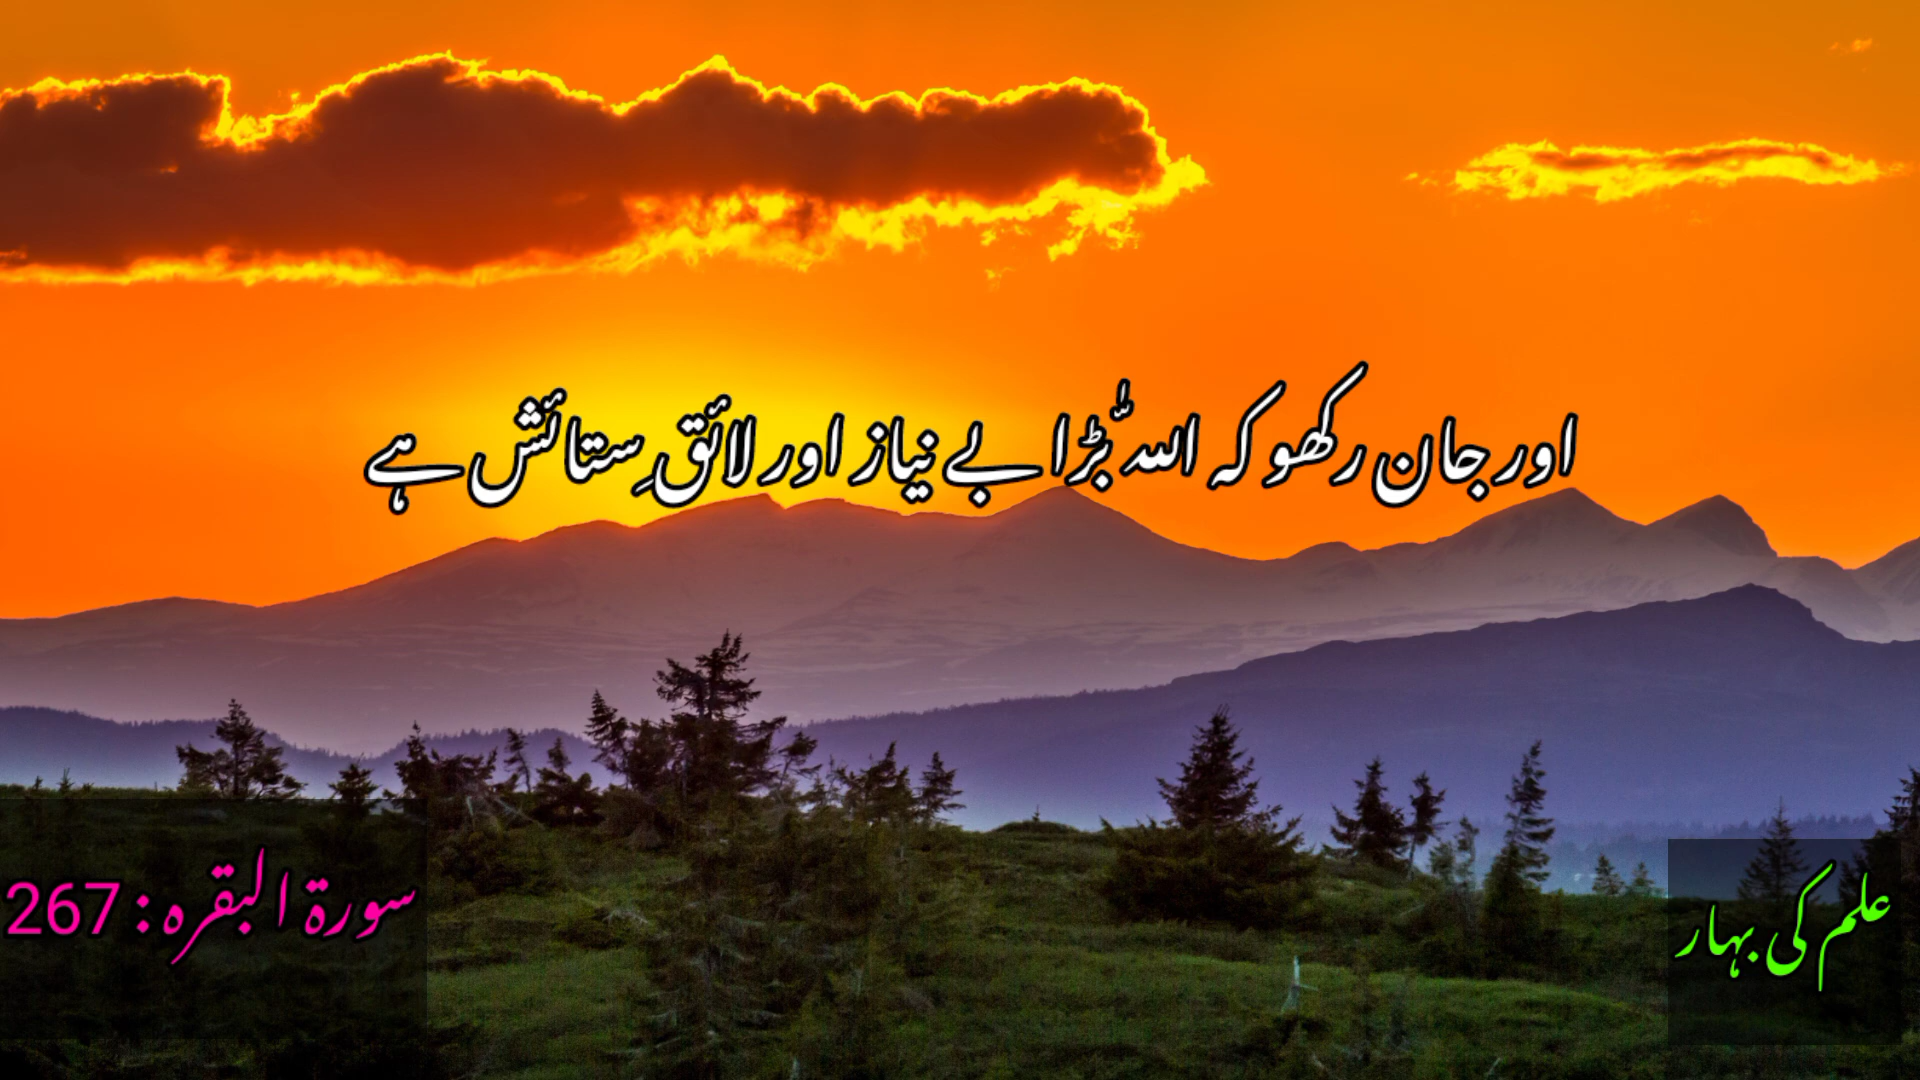 اور جان رکھو کہ اللہ بڑا بے نیاز اور لائقِ ستائش ہے
سورۃ البقرہ: 267
علم کی بہار